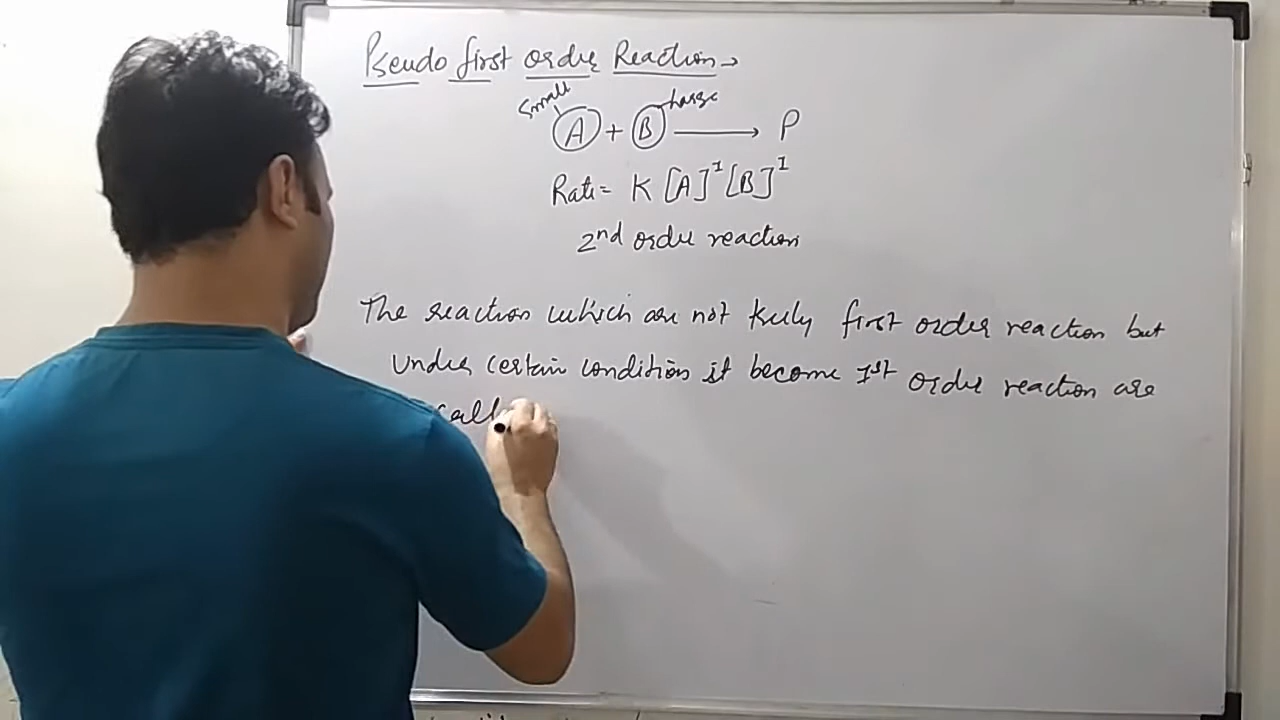 Pseudo first order Reaction→
Small Large
A + B ⟶ P
Rate = K [A]¹ [B]¹
2nd order reaction
The reaction which are not truly first order reaction but
under certain condition it become 1st order reaction are
call